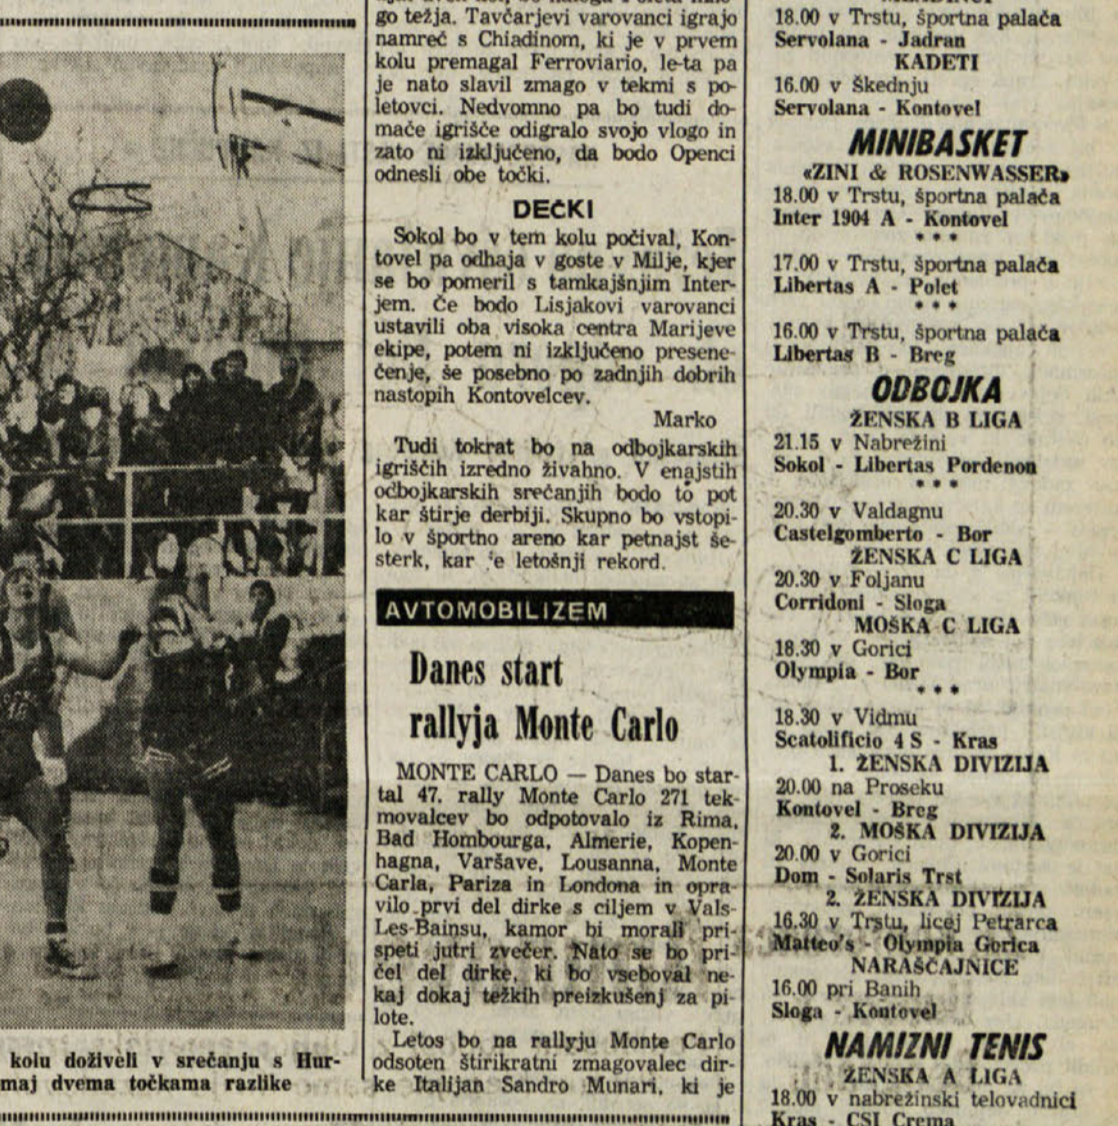 go težja. Tavčarjevi varovanci igrajo
namreč s Chiadinom, ki je v prvem
kolu premagal Ferroviario, le-ta pa
je nato slavil zmago v tekmi s po-
letovci. Nedvomno pa bo tudi do-
mače igrišče odigralo svojo vlogo in
zato ni izključeno, da bodo Openci
odnesli obe točki.
DEČKI
Sokol bo v tem kolu počival, Kon-
tovel pa odhaja v goste v Milje, kjer
se bo pomeril s tamkajšnjim Inter-
jem. Če bodo Lisjakovi varovanci
ustavili oba visoka centra Marijeve
ekipe, potem ni izključeno presene-
čenje, še posebno po zadnjih dobrih
nastopih Kontovelcev.
Marko
Tudi tokrat bo na odbojkarskih
igriščih izredno živahno. V enajstih
odbojkarskih srečanjih bodo to pot
kar štirje derbiji. Skupno bo vstopi-
lo v športno areno kar petnajst še-
sterk, kar 'e letošnji rekord.
AVTOMOBILIZEM
Danes start
rallyja Monte Carlo
MONTE CARLO — Danes bo star-
tal 47. rally Monte Carlo 271 tek-
movalcev bo odpotovalo iz Rima,
Bad Hombourga, Almerie, Kopen-
hagna, Varšave, Lousanna, Monte
Carla, Pariza in Londona in opra-
vilo prvi del dirke s ciljem v Vals-
Les-Bainsu, kamor bi morali pri-
speti jutri zvečer. Nato se bo pri-
čel del dirke, ki bo vseboval ne-
kaj dokaj težkih preizkušenj za pi-
lote.
Letos bo na rallyju Monte Carlo
odsoten štirikratni zmagovalec dir-
ke Italijan Sandro Munari, ki je
kolu doživeli v srečanju s Hur-
maj dvema točkama razlike
18.00 v Trstu, športna palača
Servolana - Jadran
KADETI
16.00 v Škednju
Servolana - Kontovel
MINIBASKET
«ZINI & ROSENWASSER»
18.00 v Trstu, športna palača
Inter 1904 A - Kontovel
* * *
17.00 v Trstu, športna palača
Libertas A - Polet
* * *
16.00 v Trstu, športna palača
Libertas B - Breg
ODBOJKA
ŽENSKA B LIGA
21.15 v Nabrežini
Sokol - Libertas Pordenon
* * *
20.30 v Valdagnu
Castelgomberto - Bor
ŽENSKA C LIGA
20.30 v Foljanu
Corridoni - Sloga
MOŠKA C LIGA
18.30 v Gorici
Olympia - Bor
* * *
18.30 v Vidmu
Scatolificio 4 S - Kras
1. ŽENSKA DIVIZIJA
20.00 na Proseku
Kontovel - Breg
2. MOŠKA DIVIZIJA
20.00 v Gorici
Dom - Solaris Trst
2. ŽENSKA DIVIZIJA
16.30 v Trstu, licej Petrarca
Matteo's - Olympia Gorica
NARAŠČAJNICE
16.00 pri Banih
Sloga - Kontovel
NAMIZNI TENIS
ŽENSKA A LIGA
18.00 v nabrežinski telovadnici
Kras - CSI Crema